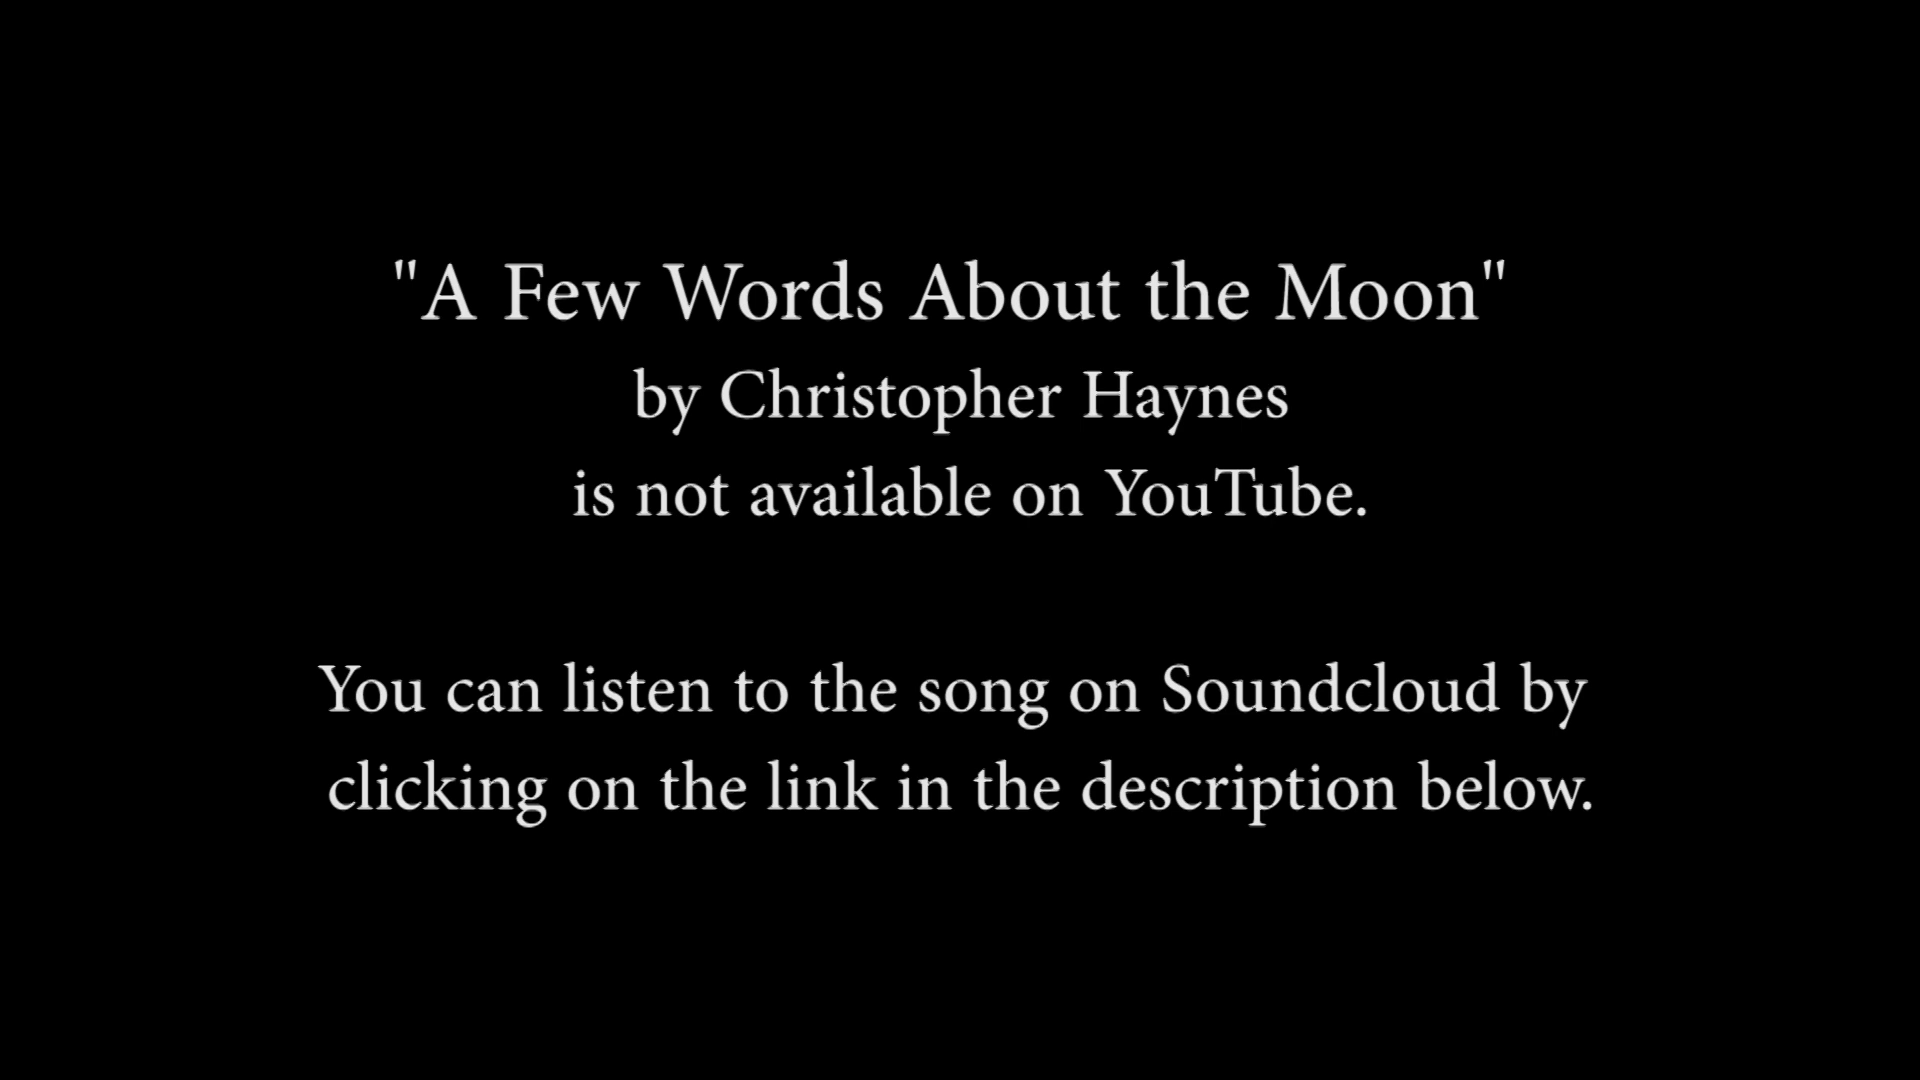 "A Few Words About the Moon"
by Christopher Haynes
is not available on YouTube.
You can listen to the song on Soundcloud by
clicking on the link in the description below.